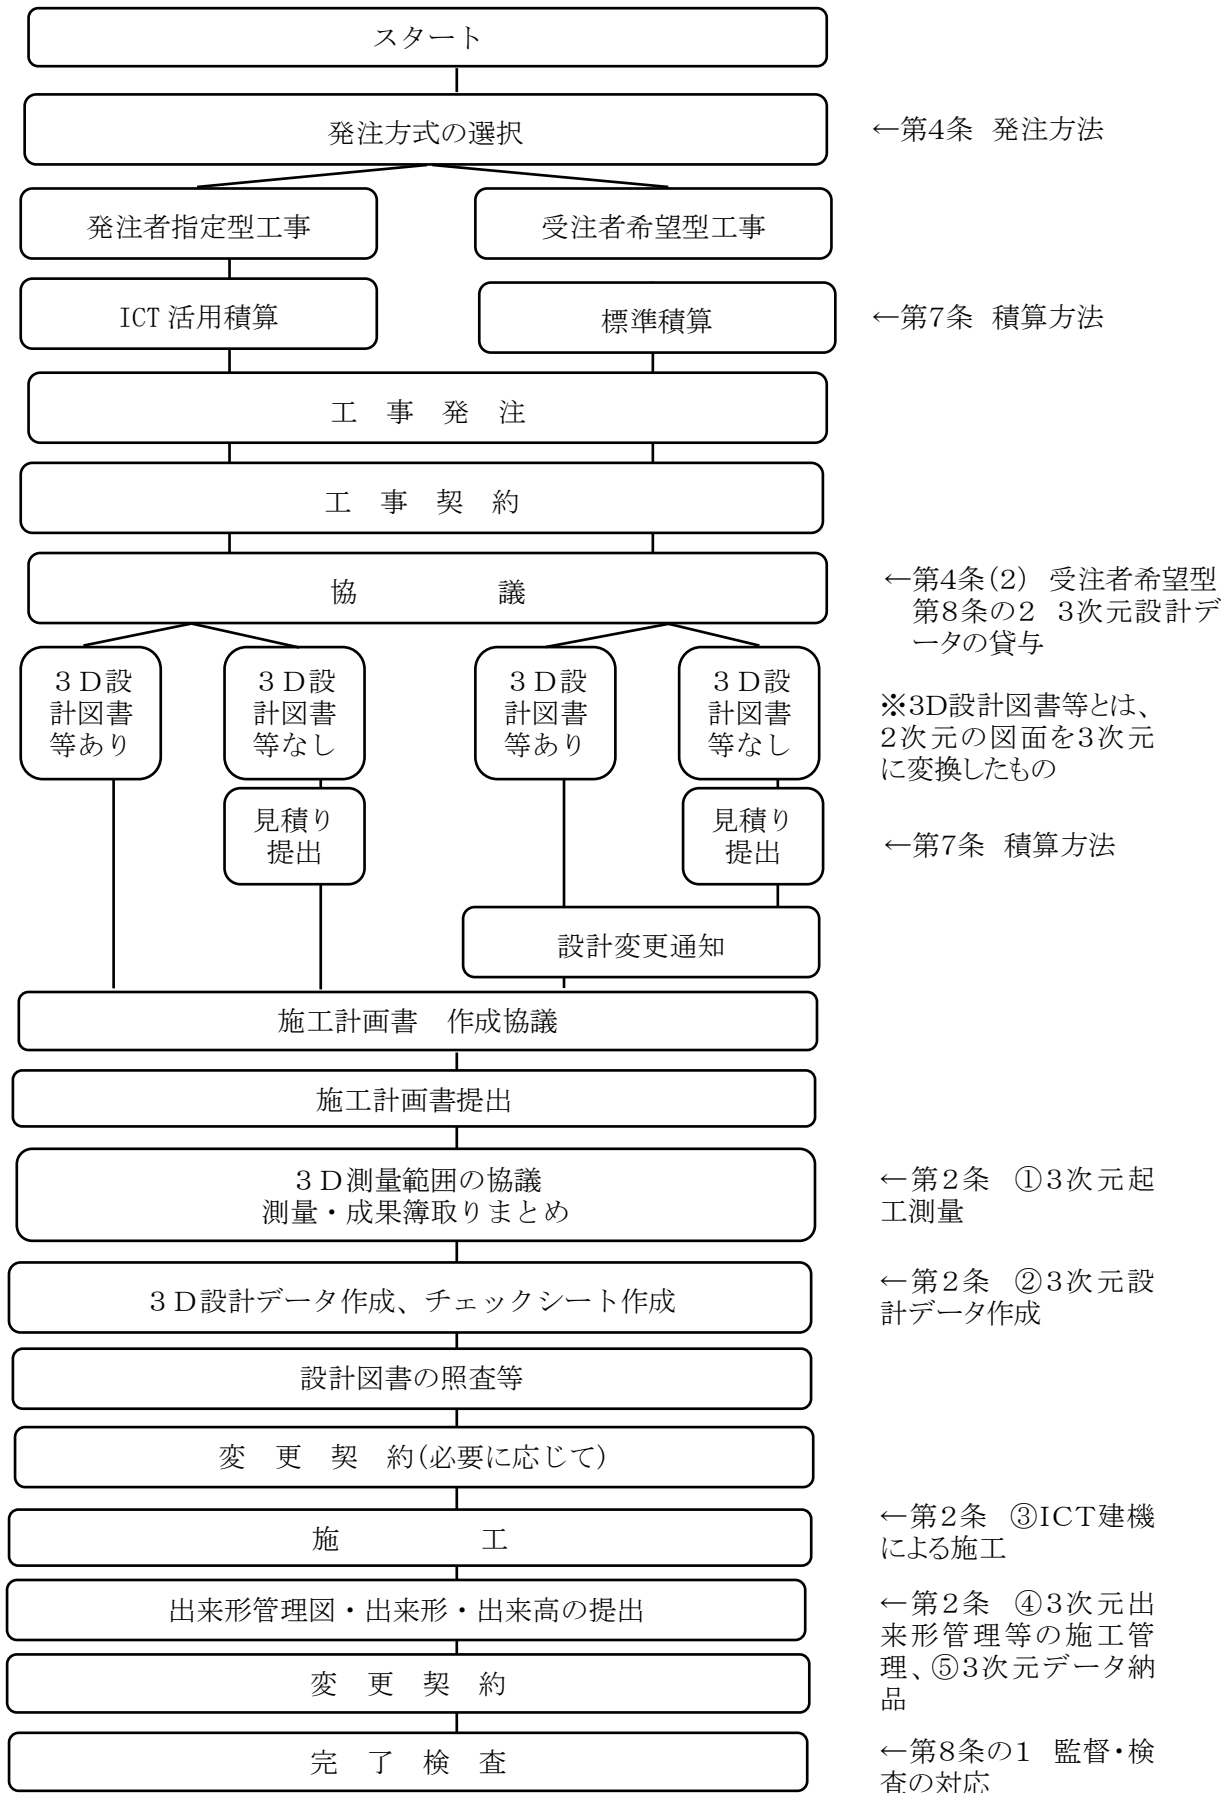 スタート
発注方式の選択
←第4条 発注方法
発注者指定型工事
受注者希望型工事
ICT 活用積算
標準積算
←第7条 積算方法
工 事 発 注
工 事 契 約
協 議
←第4条(2) 受注者希望型
第8条の2 3次元設計デ
ータの貸与
3D設
計図書
等あり
3D設
計図書
等なし
3D設
計図書
等あり
3D設
計図書
等なし
※3D設計図書等とは、
2次元の図面を3次元
に変換したもの
見積り
提出
見積り
提出
←第7条 積算方法
設計変更通知
施工計画書 作成協議
施工計画書提出
3D測量範囲の協議
測量・成果簿取りまとめ
←第2条 ①3次元起
工測量
3D設計データ作成、チェックシート作成
←第2条 ②3次元設
計データ作成
設計図書の照査等
変 更 契 約(必要に応じて)
施 工
←第2条 ③ICT建機
による施工
出来形管理図・出来形・出来高の提出
←第2条 ④3次元出
来形管理等の施工管
理、⑤3次元データ納
品
変 更 契 約
完 了 検 査
←第8条の1 監督・検
査の対応